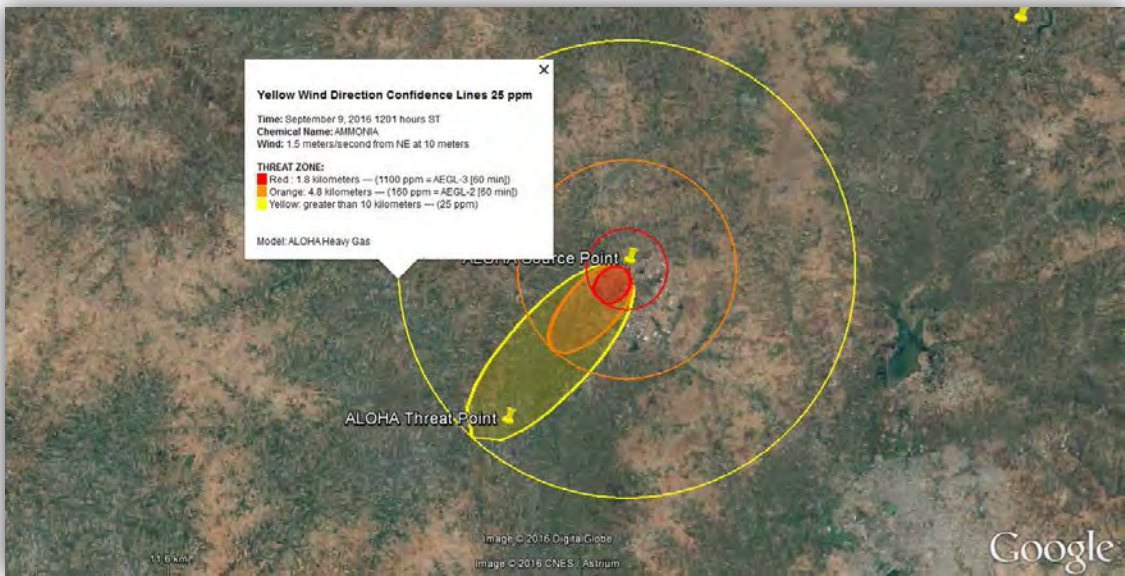 Yellow Wind Direction Confidence Lines 25 ppm
Time: September 9, 2016 1201 hours ST
Chemical Name: AMMONIA
Wind: 1.5 meters/second from NE at 10 meters
THREAT ZONE:
Red : 1.8 kilometers --- (1100 ppm = AEGL-3 [60 min])
Orange: 4.8 kilometers --- (160 ppm = AEGL-2 [60 min])
Yellow: greater than 10 kilometers --- (25 ppm)
Model: ALOHA Heavy Gas
ALOHA Source Point
ALOHA Threat Point
11.6 km
Image © 2016 DigitalGlobe
Image © 2016 CNES / Astrium
Google